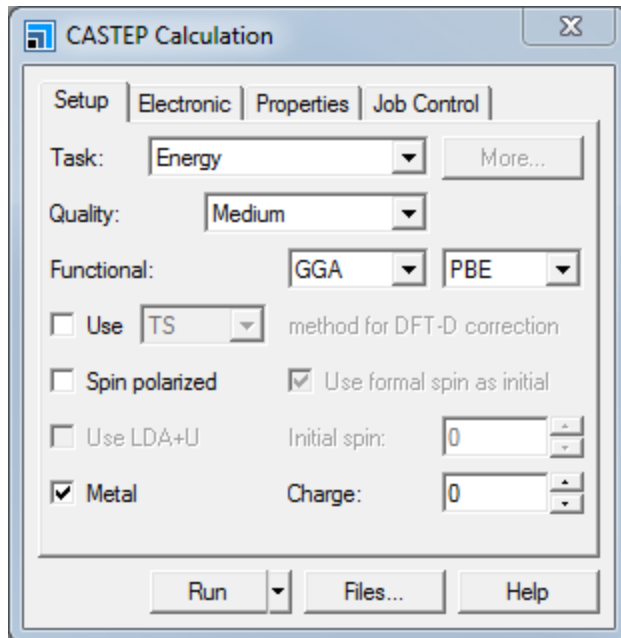 CASTEP Calculation
Setup Electronic Properties Job Control
Task: Energy More...
Quality: Medium
Functional: GGA PBE
Use TS method for DFT-D correction
Spin polarized Use formal spin as initial
Use LDA+U Initial spin: 0
Metal Charge: 0
Run Files... Help